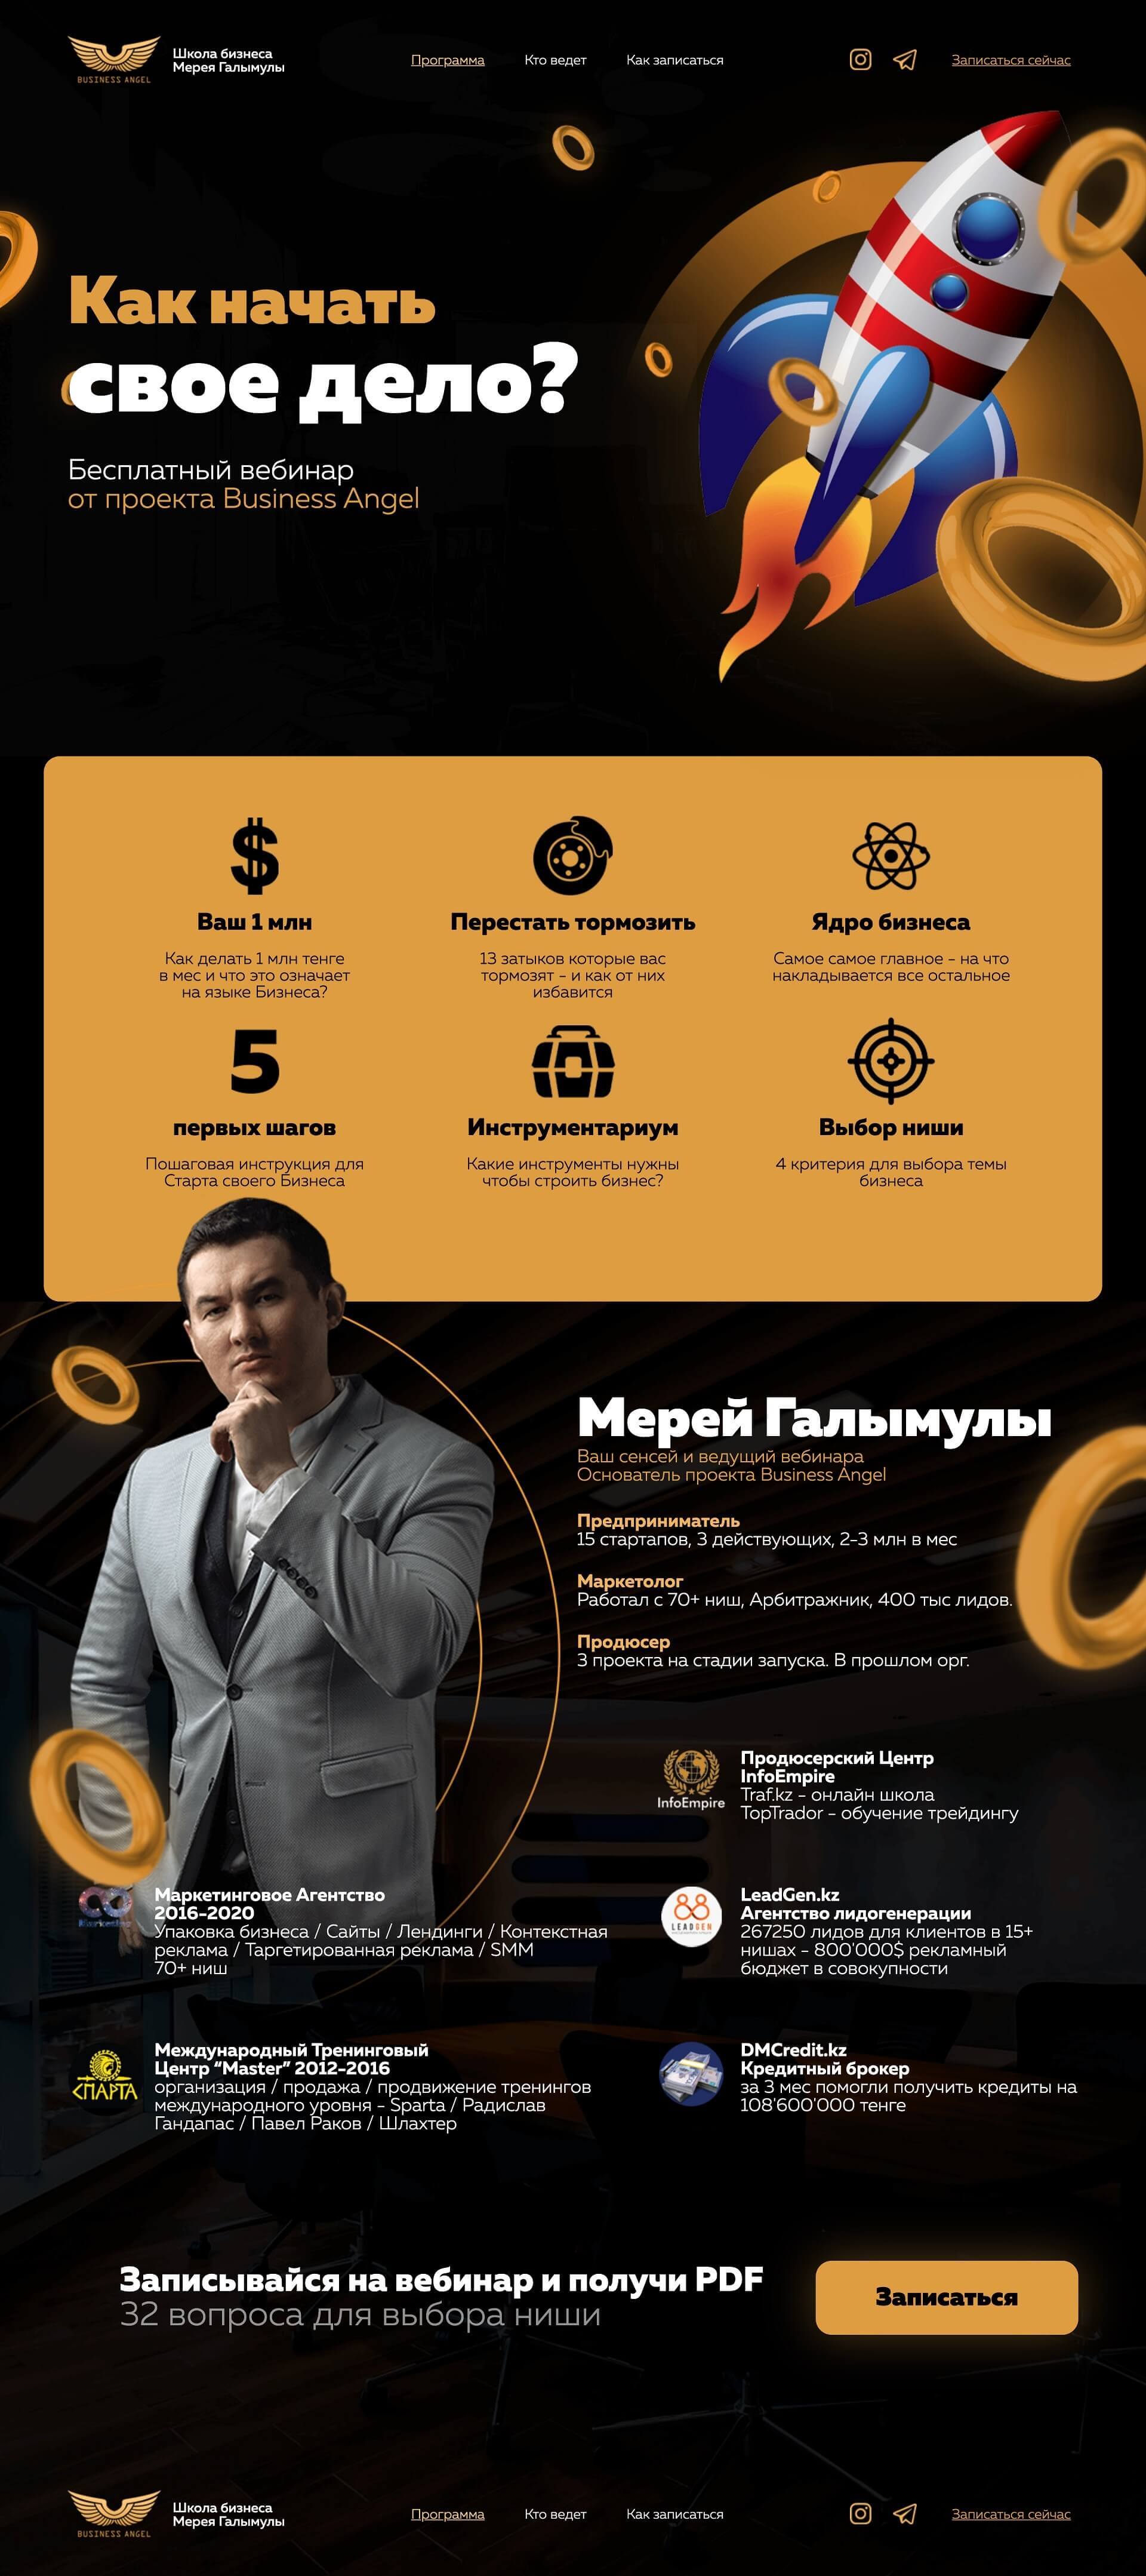 BUSINESS ANGEL
Школа бизнеса
Мерея Галымулы
Программа
Кто ведет
Как записаться
Записаться сейчас
Как начать
свое дело?
Бесплатный вебинар
от проекта Business Angel
$
Ваш 1 млн
Как делать 1 млн тенге
в мес и что это означает
на языке Бизнеса?
Перестать тормозить
13 затыков которые вас
тормозят - и как от них
избавится
Ядро бизнеса
Самое самое главное - на что
накладывается все остальное
5
первых шагов
Пошаговая инструкция для
Старта своего Бизнеса
Инструментариум
Какие инструменты нужны
чтобы строить бизнес?
Выбор ниши
4 критерия для выбора темы
бизнеса
Мерей Галымулы
Ваш сенсей и ведущий вебинара
Основатель проекта Business Angel
Предприниматель
15 стартапов, 3 действующих, 2-3 млн в мес
Маркетолог
Работал с 70+ ниш, Арбитражник, 400 тыс лидов.
Продюсер
3 проекта на стадии запуска. В прошлом орг.
InfoEmpire
Продюсерский Центр
InfoEmpire
Traf.kz - онлайн школа
TopTrador - обучение трейдингу
Marketing
Маркетинговое Агентство
2016-2020
Упаковка бизнеса / Сайты / Лендинги / Контекстная
реклама / Таргетированная реклама / SMM
70+ ниш
LEADGEN
LeadGen.kz
Агентство лидогенерации
267250 лидов для клиентов в 15+
нишах - 800'000$ рекламный
бюджет в совокупности
СПАРТА
Международный Тренинговый
Центр “Master” 2012-2016
организация / продажа / продвижение тренингов
международного уровня - Sparta / Радислав
Гандапас / Павел Раков / Шлахтер
DMCredit.kz
Кредитный брокер
за 3 мес помогли получить кредиты на
108'600'000 тенге
Записывайся на вебинар и получи PDF
32 вопроса для выбора ниши
Записаться
BUSINESS ANGEL
Школа бизнеса
Мерея Галымулы
Программа
Кто ведет
Как записаться
Записаться сейчас